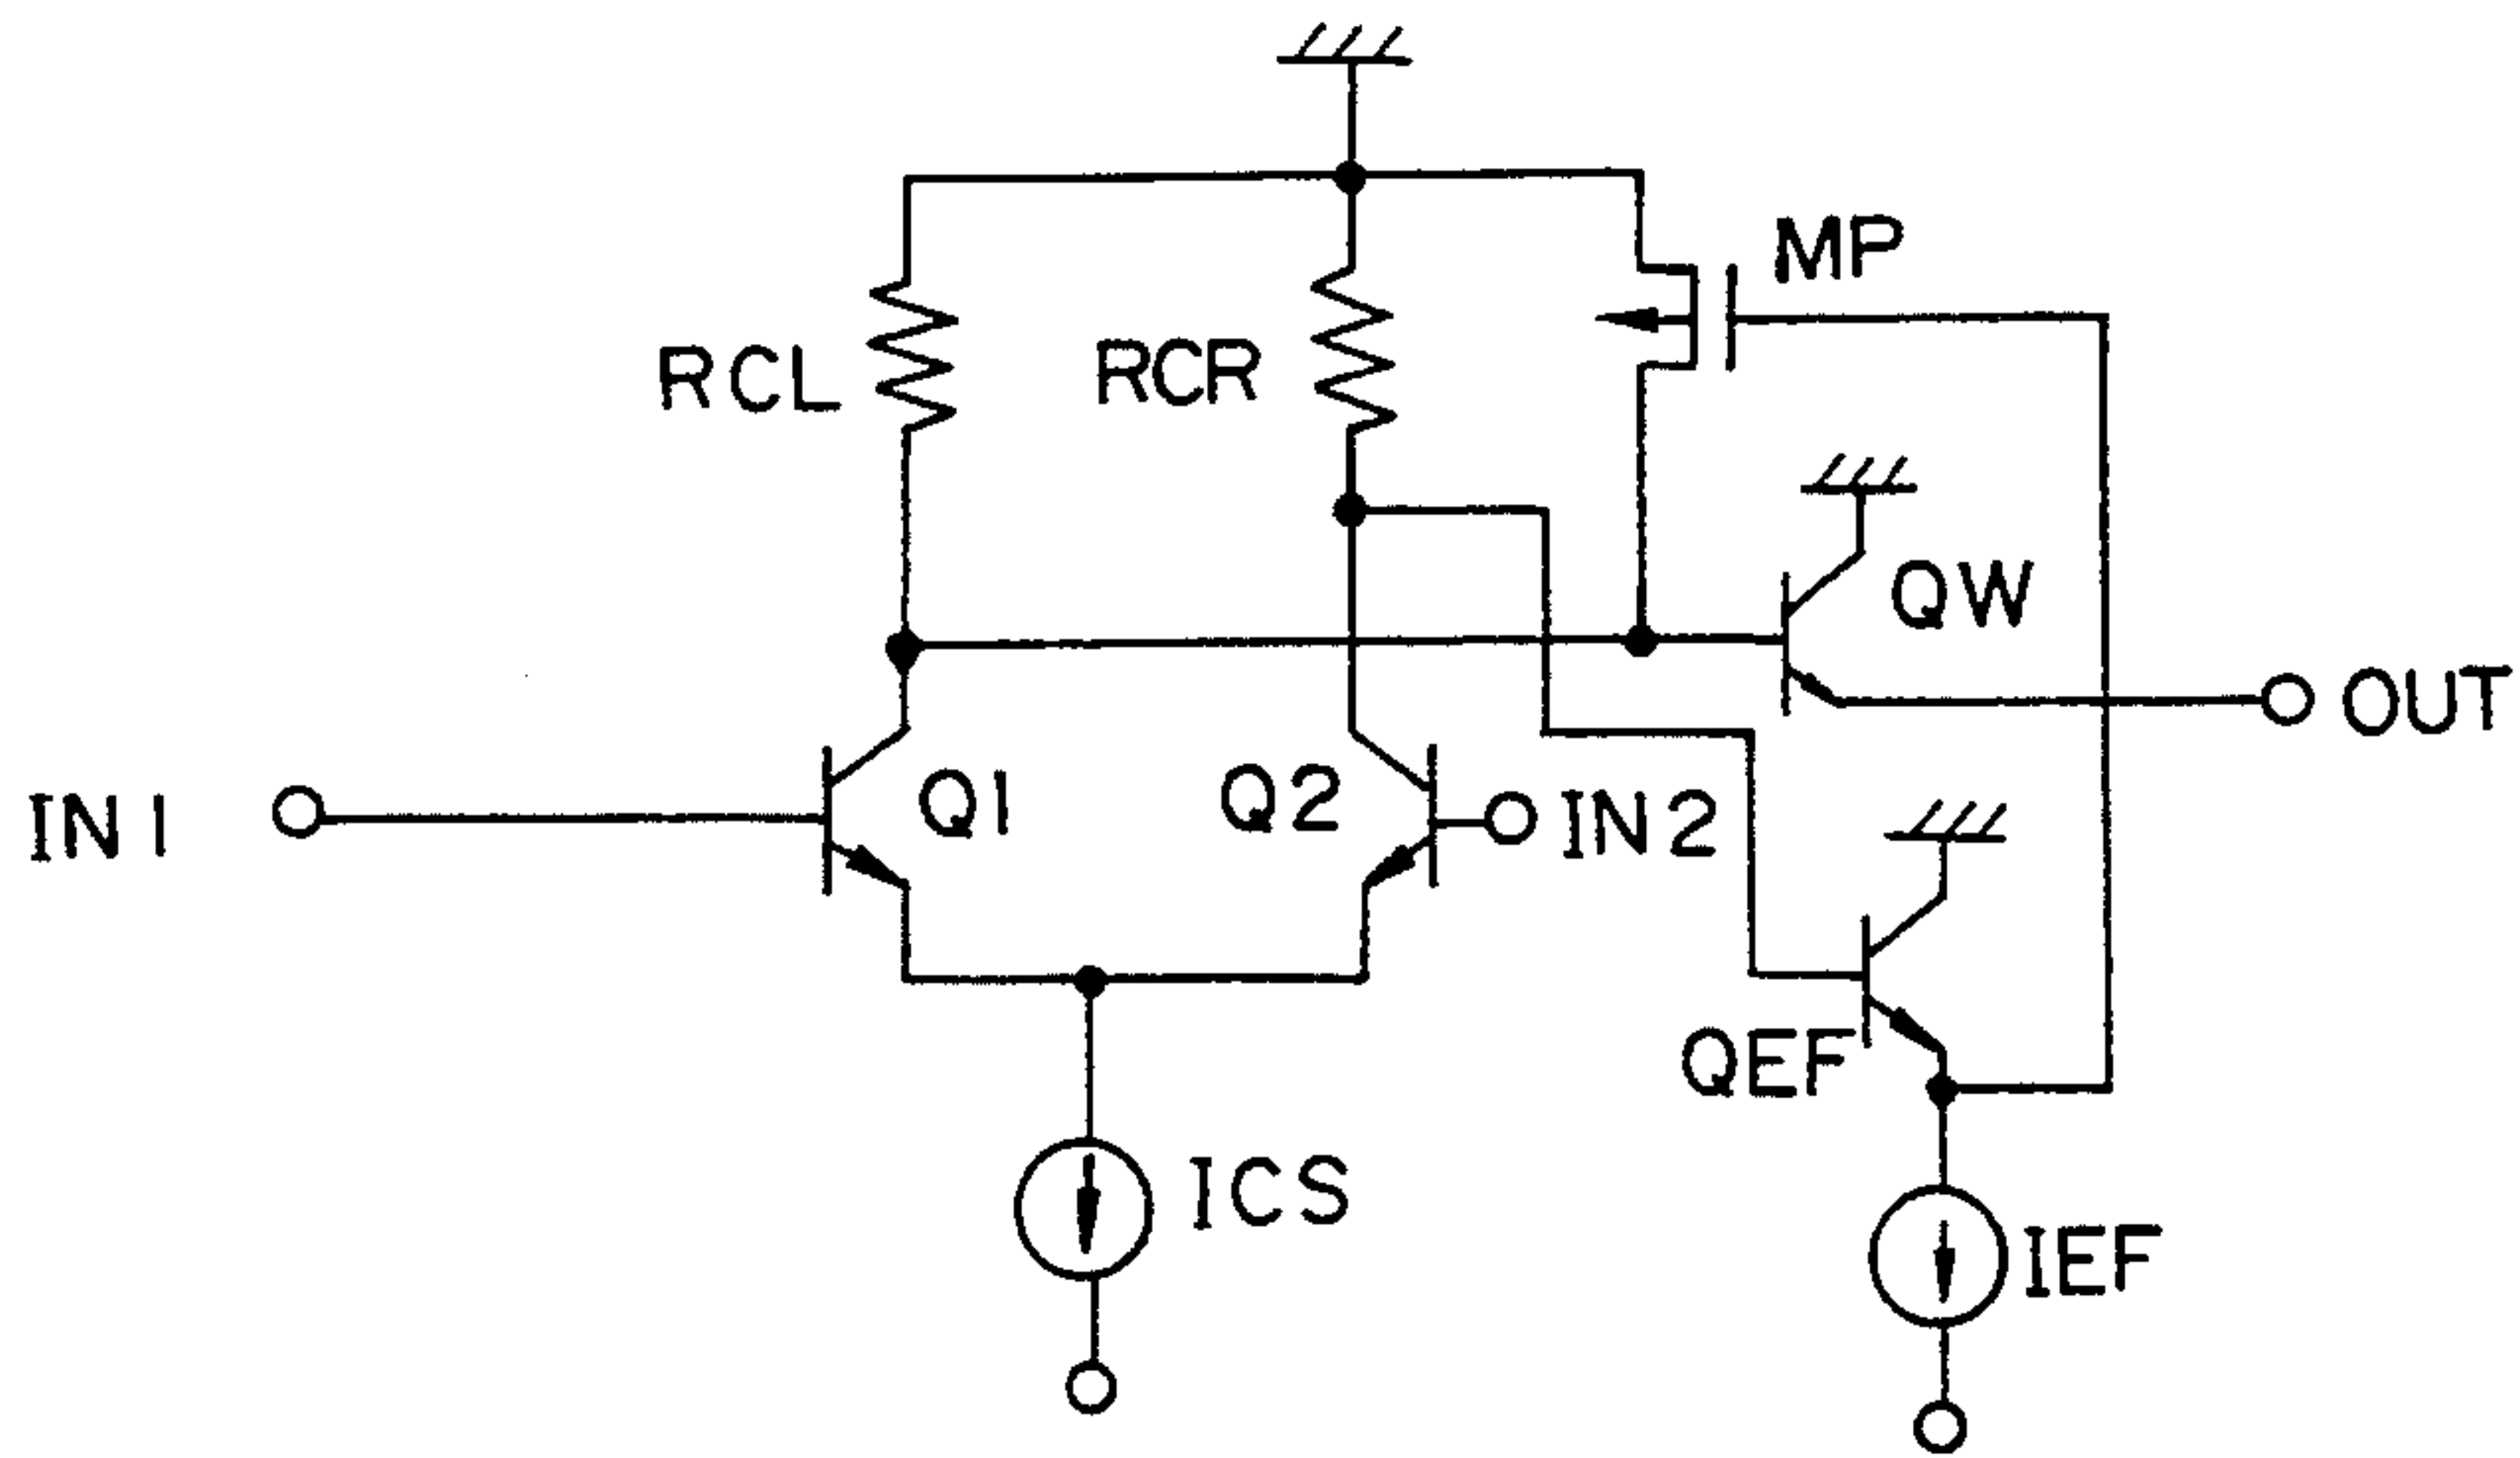 MP
RCL
RCR
QW
OUT
IN1
Q1
Q2
IN2
QEF
ICS
IEF